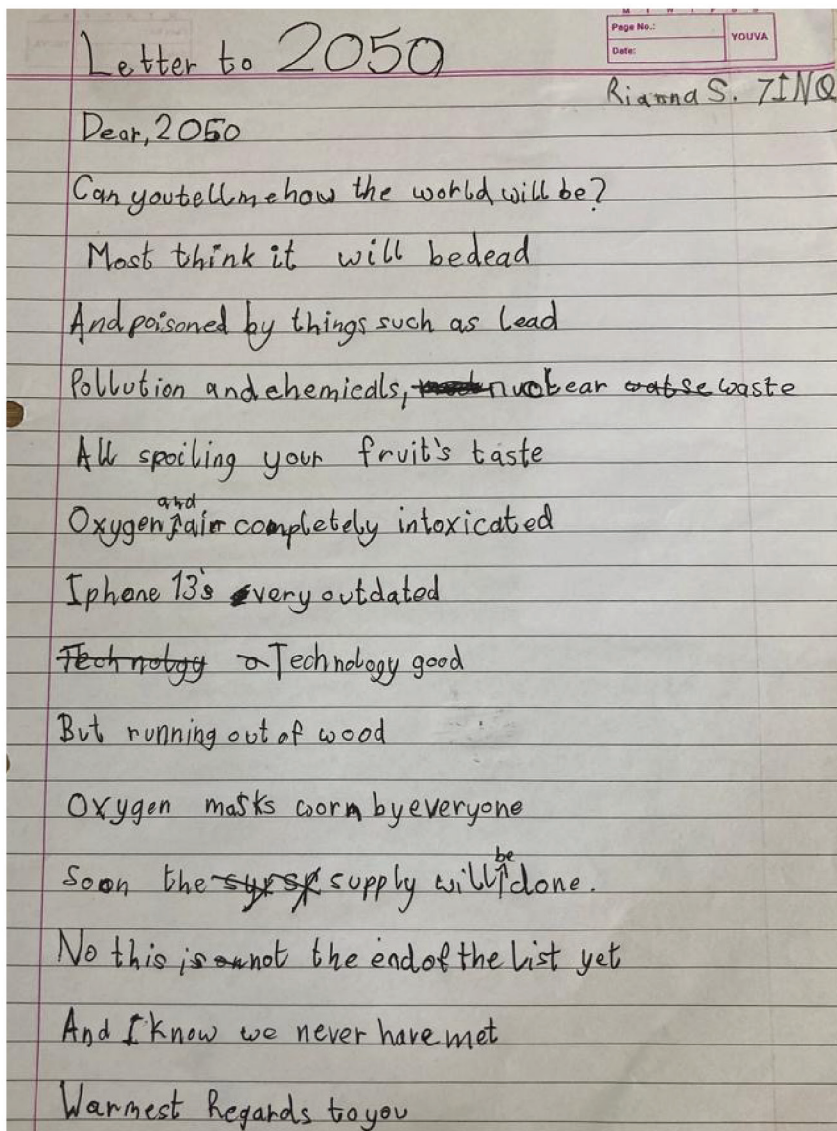 Page No.:
Date:
YOUVA
Letter to 2050
Rianna S. 7INQ
Dear, 2050
Can you tell me how the world will be?
Most think it will be dead
And poisoned by things such as lead
Pollution and chemicals, nuclear waste
All spoiling your fruit's taste
Oxygen and air completely intoxicated
Iphone 13's very outdated
Technology good
But running out of wood
Oxygen masks worn by everyone
Soon the supply will be done.
No this is not the end of the list yet
And I know we never have met
Warmest Regards to you